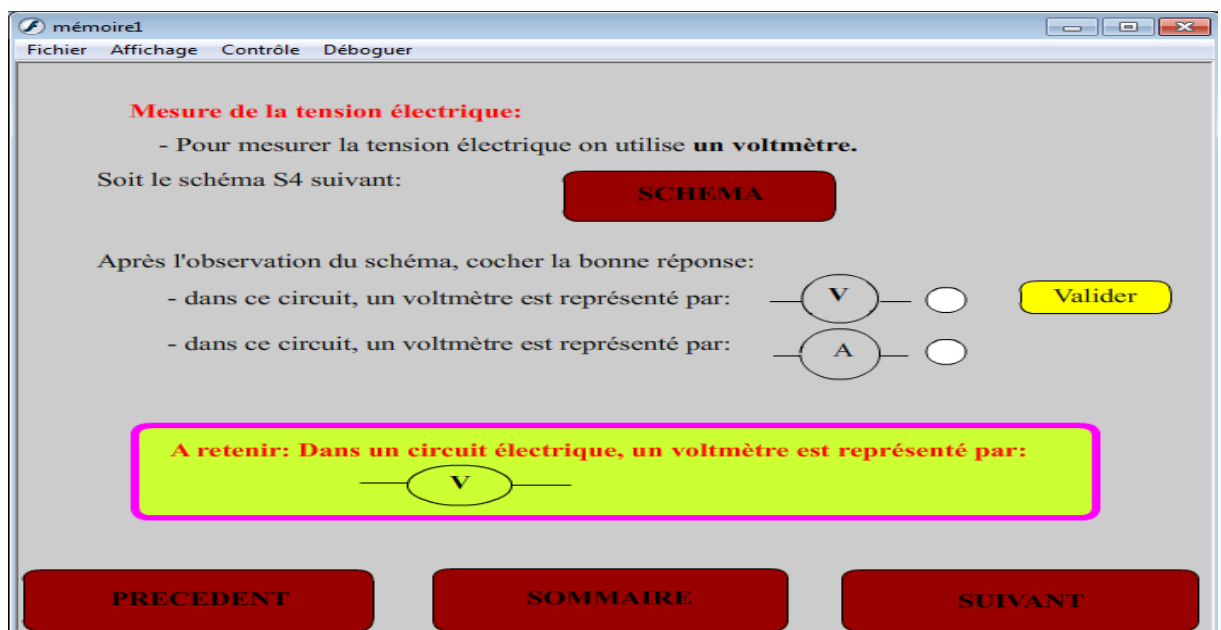 mémoire1
Fichier Affichage Contrôle Déboguer
Mesure de la tension électrique:
- Pour mesurer la tension électrique on utilise un voltmètre.
Soit le schéma S4 suivant:
SCHEMA
Après l'observation du schéma, cocher la bonne réponse:
- dans ce circuit, un voltmètre est représenté par: V Valider
- dans ce circuit, un voltmètre est représenté par: A
A retenir: Dans un circuit électrique, un voltmètre est représenté par:
V
PRECEDENT SOMMAIRE SUIVANT